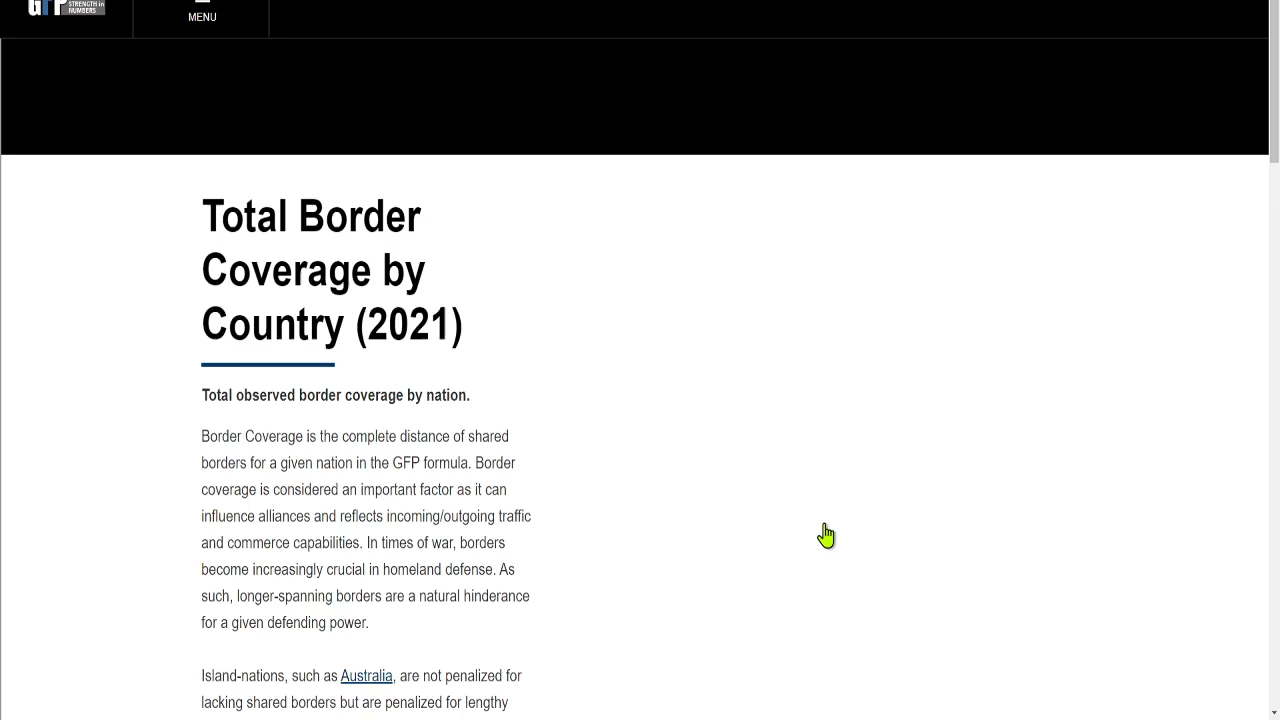 GFP STRENGTH in
NUMBERS
MENU
Total Border
Coverage by
Country (2021)
Total observed border coverage by nation.
Border Coverage is the complete distance of shared
borders for a given nation in the GFP formula. Border
coverage is considered an important factor as it can
influence alliances and reflects incoming/outgoing traffic
and commerce capabilities. In times of war, borders
become increasingly crucial in homeland defense. As
such, longer-spanning borders are a natural hinderance
for a given defending power.
Island-nations, such as Australia, are not penalized for
lacking shared borders but are penalized for lengthy